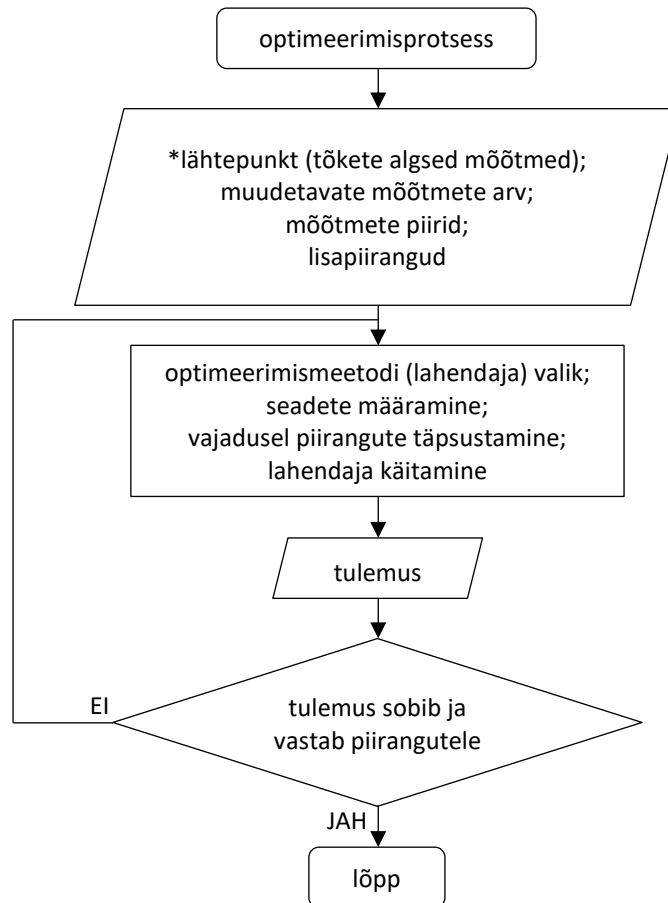 optimeerimisprotsess
*lähtepunkt (tõkete algsed mõõtmed);
muudetavate mõõtmete arv;
mõõtmete piirid;
lisapiirangud
optimeerimismeetodi (lahendaja) valik;
seadete määramine;
vajadusel piirangute täpsustamine;
lahendaja käitamine
tulemus
EI
tulemus sobib ja
vastab piirangutele
JAH
lõpp